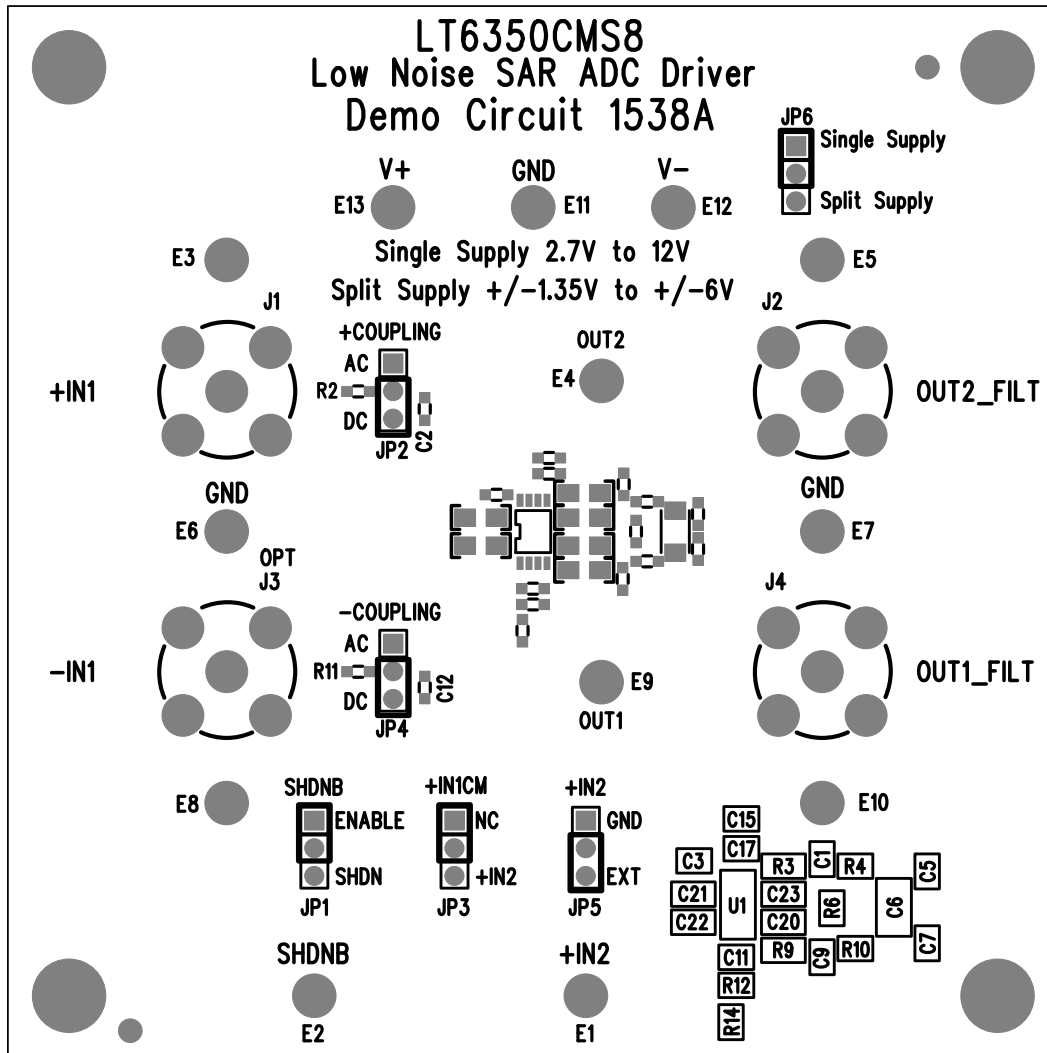 LT6350CMS8
Low Noise SAR ADC Driver
Demo Circuit 1538A
JP6
Single Supply
Split Supply
V+
GND
V-
E13
E11
E12
Single Supply 2.7V to 12V
Split Supply +/-1.35V to +/-6V
E3
E5
J1
J2
+COUPLING
AC
R2
DC
JP2
C2
OUT2
E4
+IN1
OUT2_FILT
GND
E6
GND
E7
OPT
J3
J4
-COUPLING
AC
R11
DC
JP4
C12
-IN1
E9
OUT1
OUT1_FILT
E8
E10
SHDNB
ENABLE
SHDN
JP1
+IN1CM
NC
+IN2
JP3
+IN2
GND
EXT
JP5
C15
C17
C3
R3
C1
R4
C5
C21
U1
C23
R6
C6
C22
C20
C11
R9
C9
R10
C7
R12
R14
SHDNB
E2
+IN2
E1